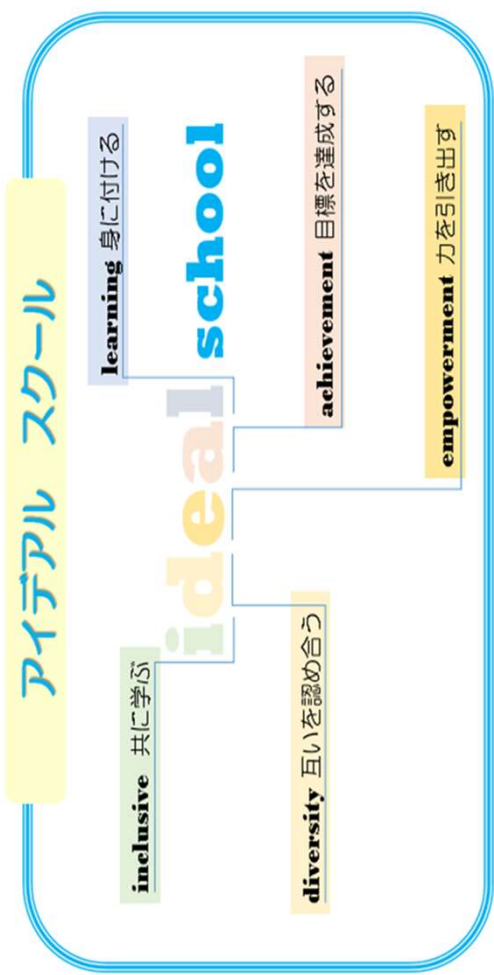 アイデアル　スクール
inclusive 共に学ぶ
learning 身に付ける
ideal school
diversity 互いを認め合う
achievement 目標を達成する
empowerment 力を引き出す